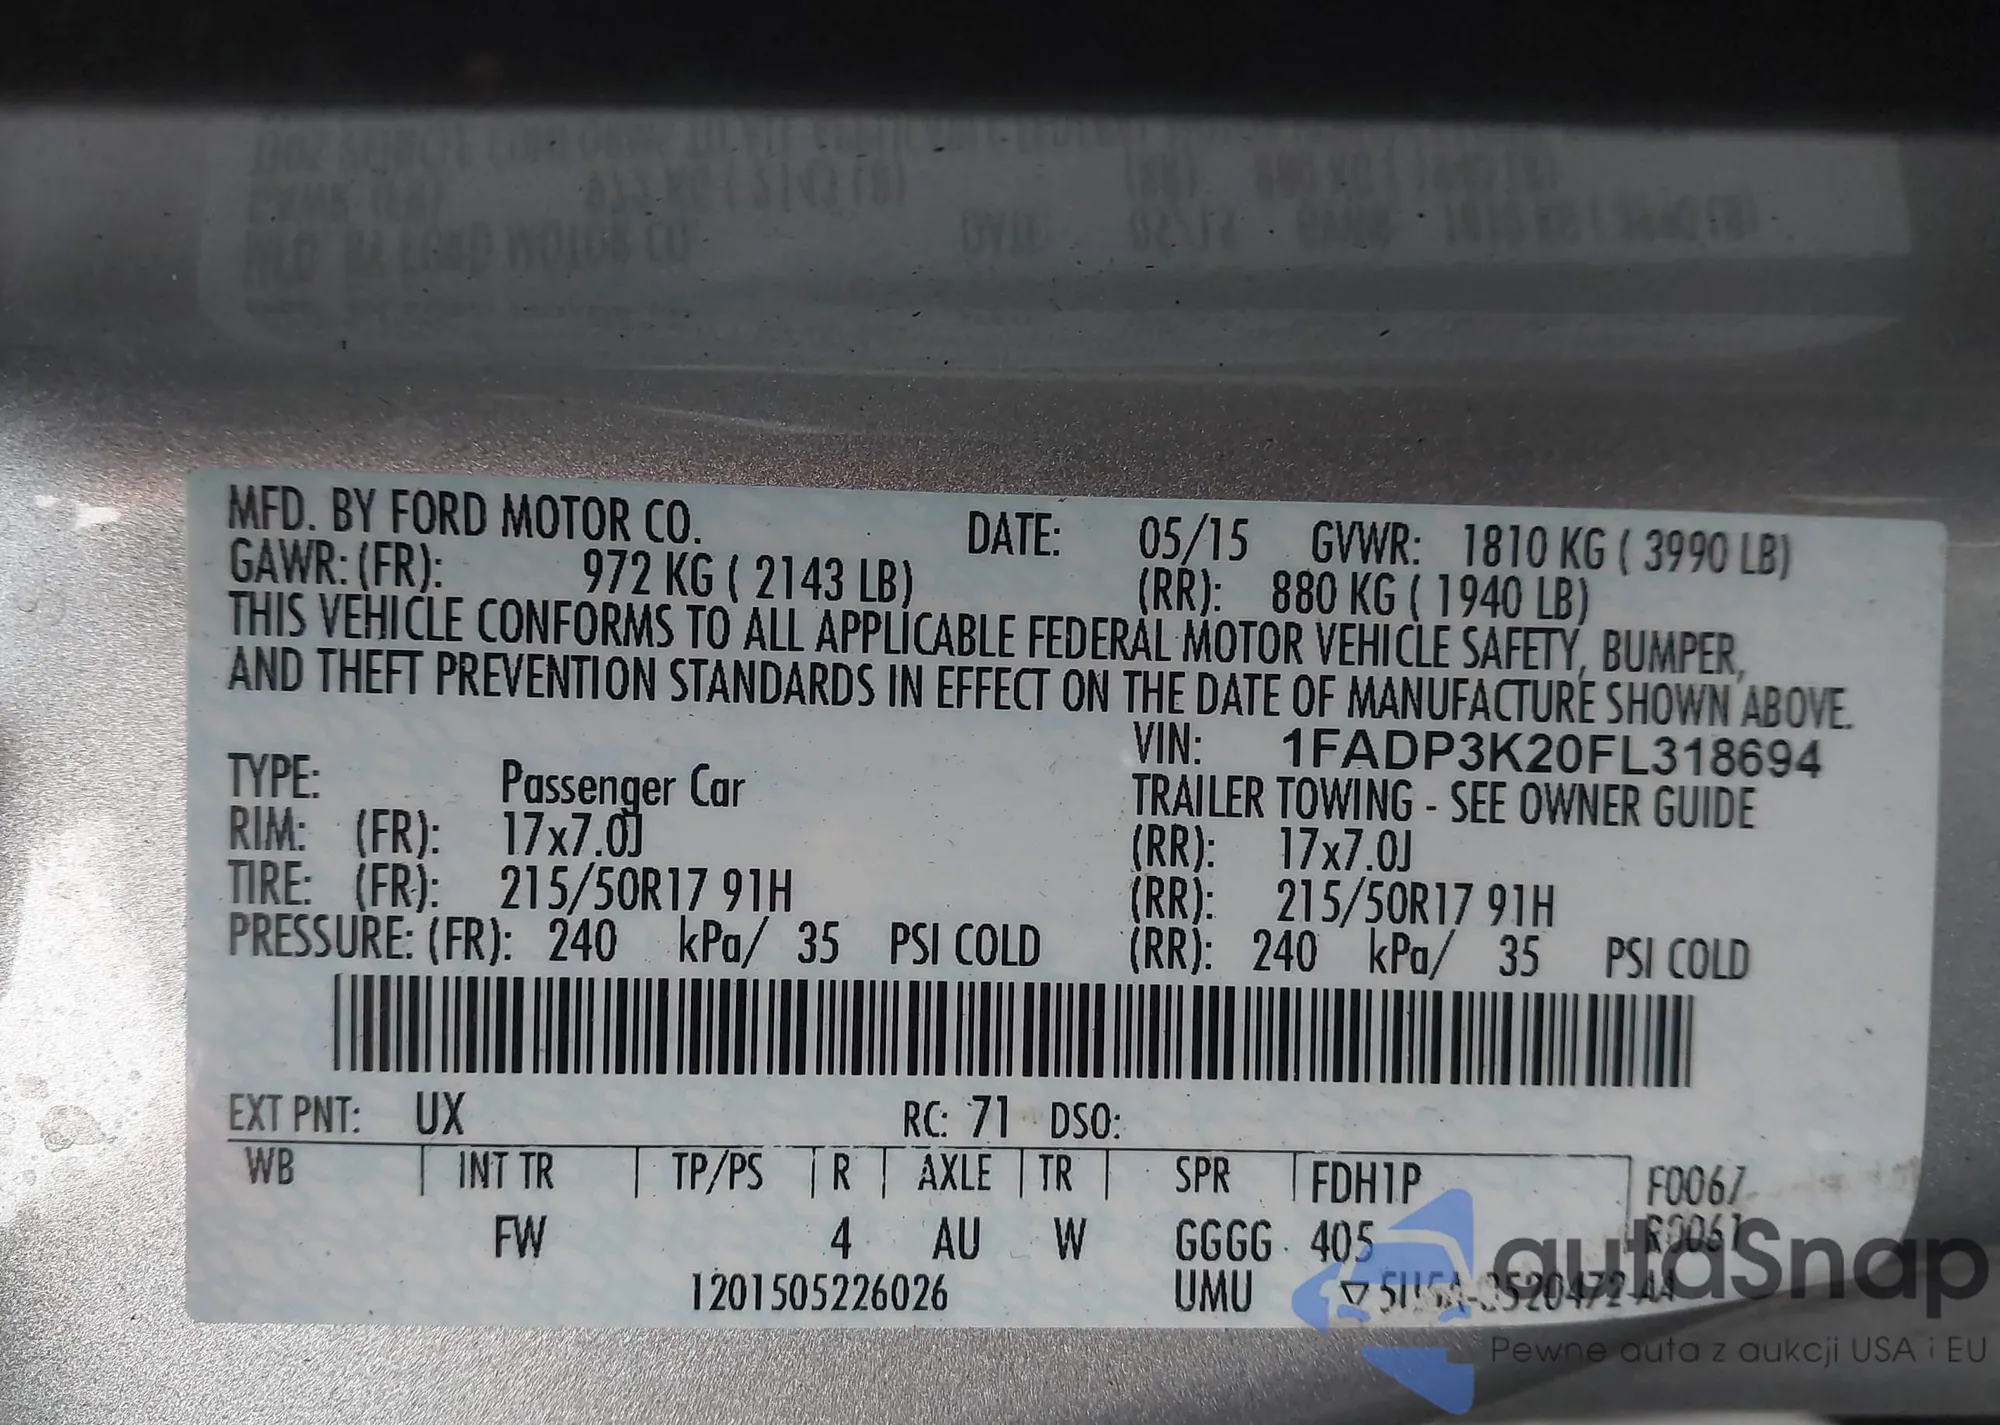 MFD. BY FORD MOTOR CO. DATE: 05/15 GVWR: 1810 KG ( 3990 LB)
GAWR: (FR): 972 KG ( 2143 LB) (RR): 880 KG ( 1940 LB)
THIS VEHICLE CONFORMS TO ALL APPLICABLE FEDERAL MOTOR VEHICLE SAFETY, BUMPER,
AND THEFT PREVENTION STANDARDS IN EFFECT ON THE DATE OF MANUFACTURE SHOWN ABOVE.
VIN: 1FADP3K20FL318694
TYPE: Passenger Car TRAILER TOWING - SEE OWNER GUIDE
RIM: (FR): 17x7.0J (RR): 17x7.0J
TIRE: (FR): 215/50R17 91H (RR): 215/50R17 91H
PRESSURE: (FR): 240 kPa/ 35 PSI COLD (RR): 240 kPa/ 35 PSI COLD
EXT PNT: UX RC: 71 DSO:
WB INT TR TP/PS R AXLE TR SPR FDH1P F0067
FW 4 AU W GGGG 405 R0061
1201505226026 UMU
autoSnap
Pewne auta z aukcji USA i EU